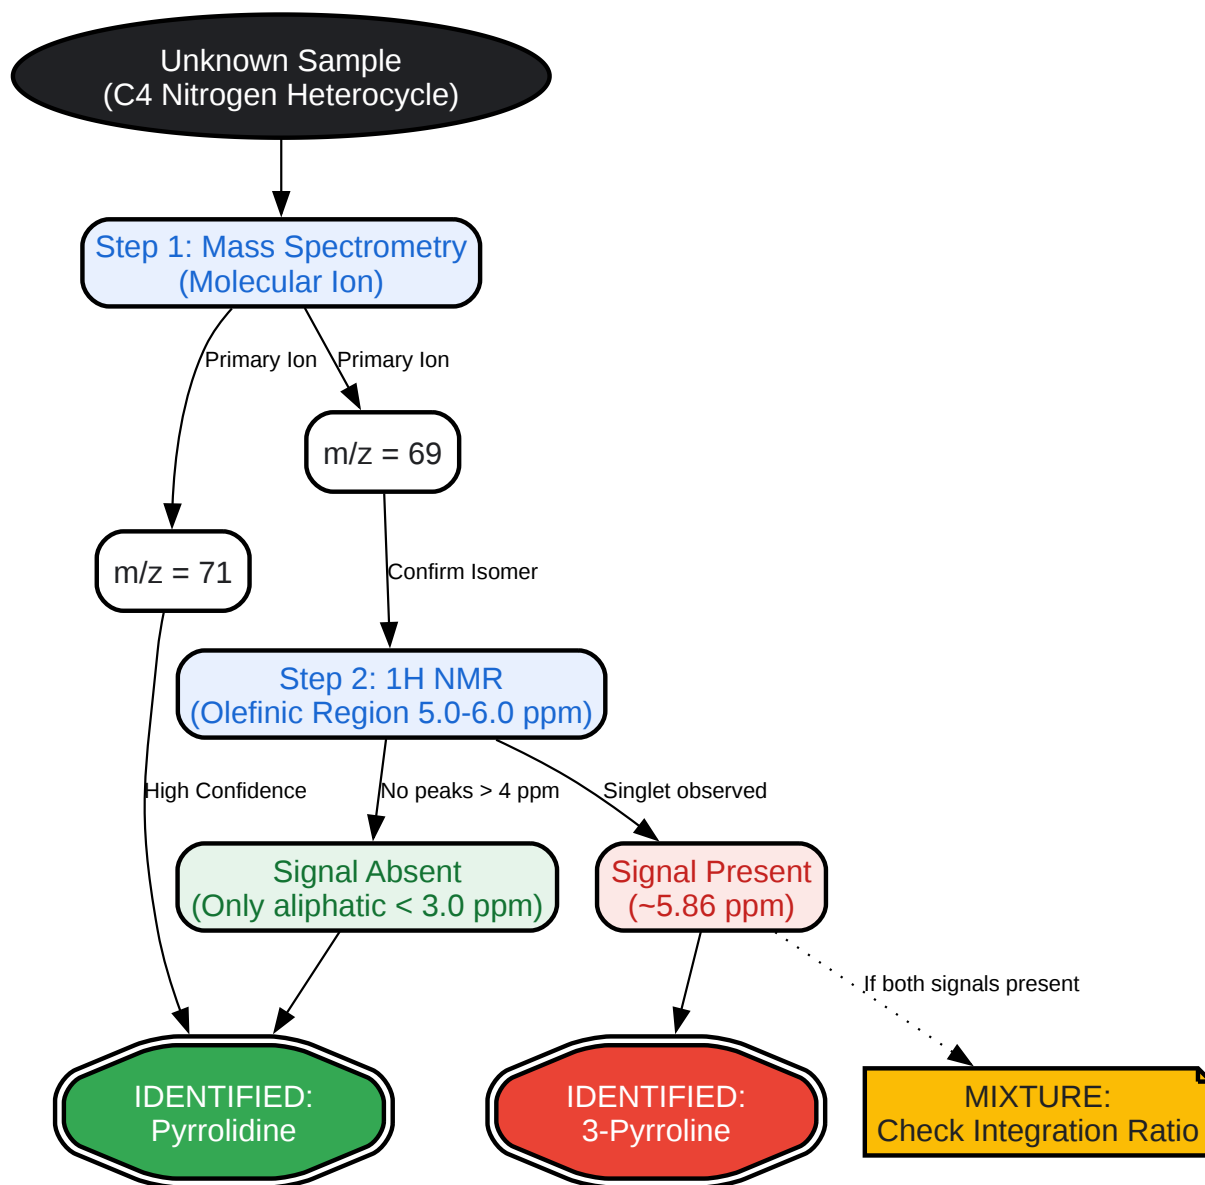 Unknown Sample
(C4 Nitrogen Heterocycle)
Step 1: Mass Spectrometry
(Molecular Ion)
Primary Ion
Primary Ion
m/z = 69
m/z = 71
Confirm Isomer
Step 2: 1H NMR
(Olefinic Region 5.0-6.0 ppm)
High Confidence
No peaks > 4 ppm
Singlet observed
Signal Absent
(Only aliphatic < 3.0 ppm)
Signal Present
(~5.86 ppm)
If both signals present
IDENTIFIED:
Pyrrolidine
IDENTIFIED:
3-Pyrroline
MIXTURE:
Check Integration Ratio